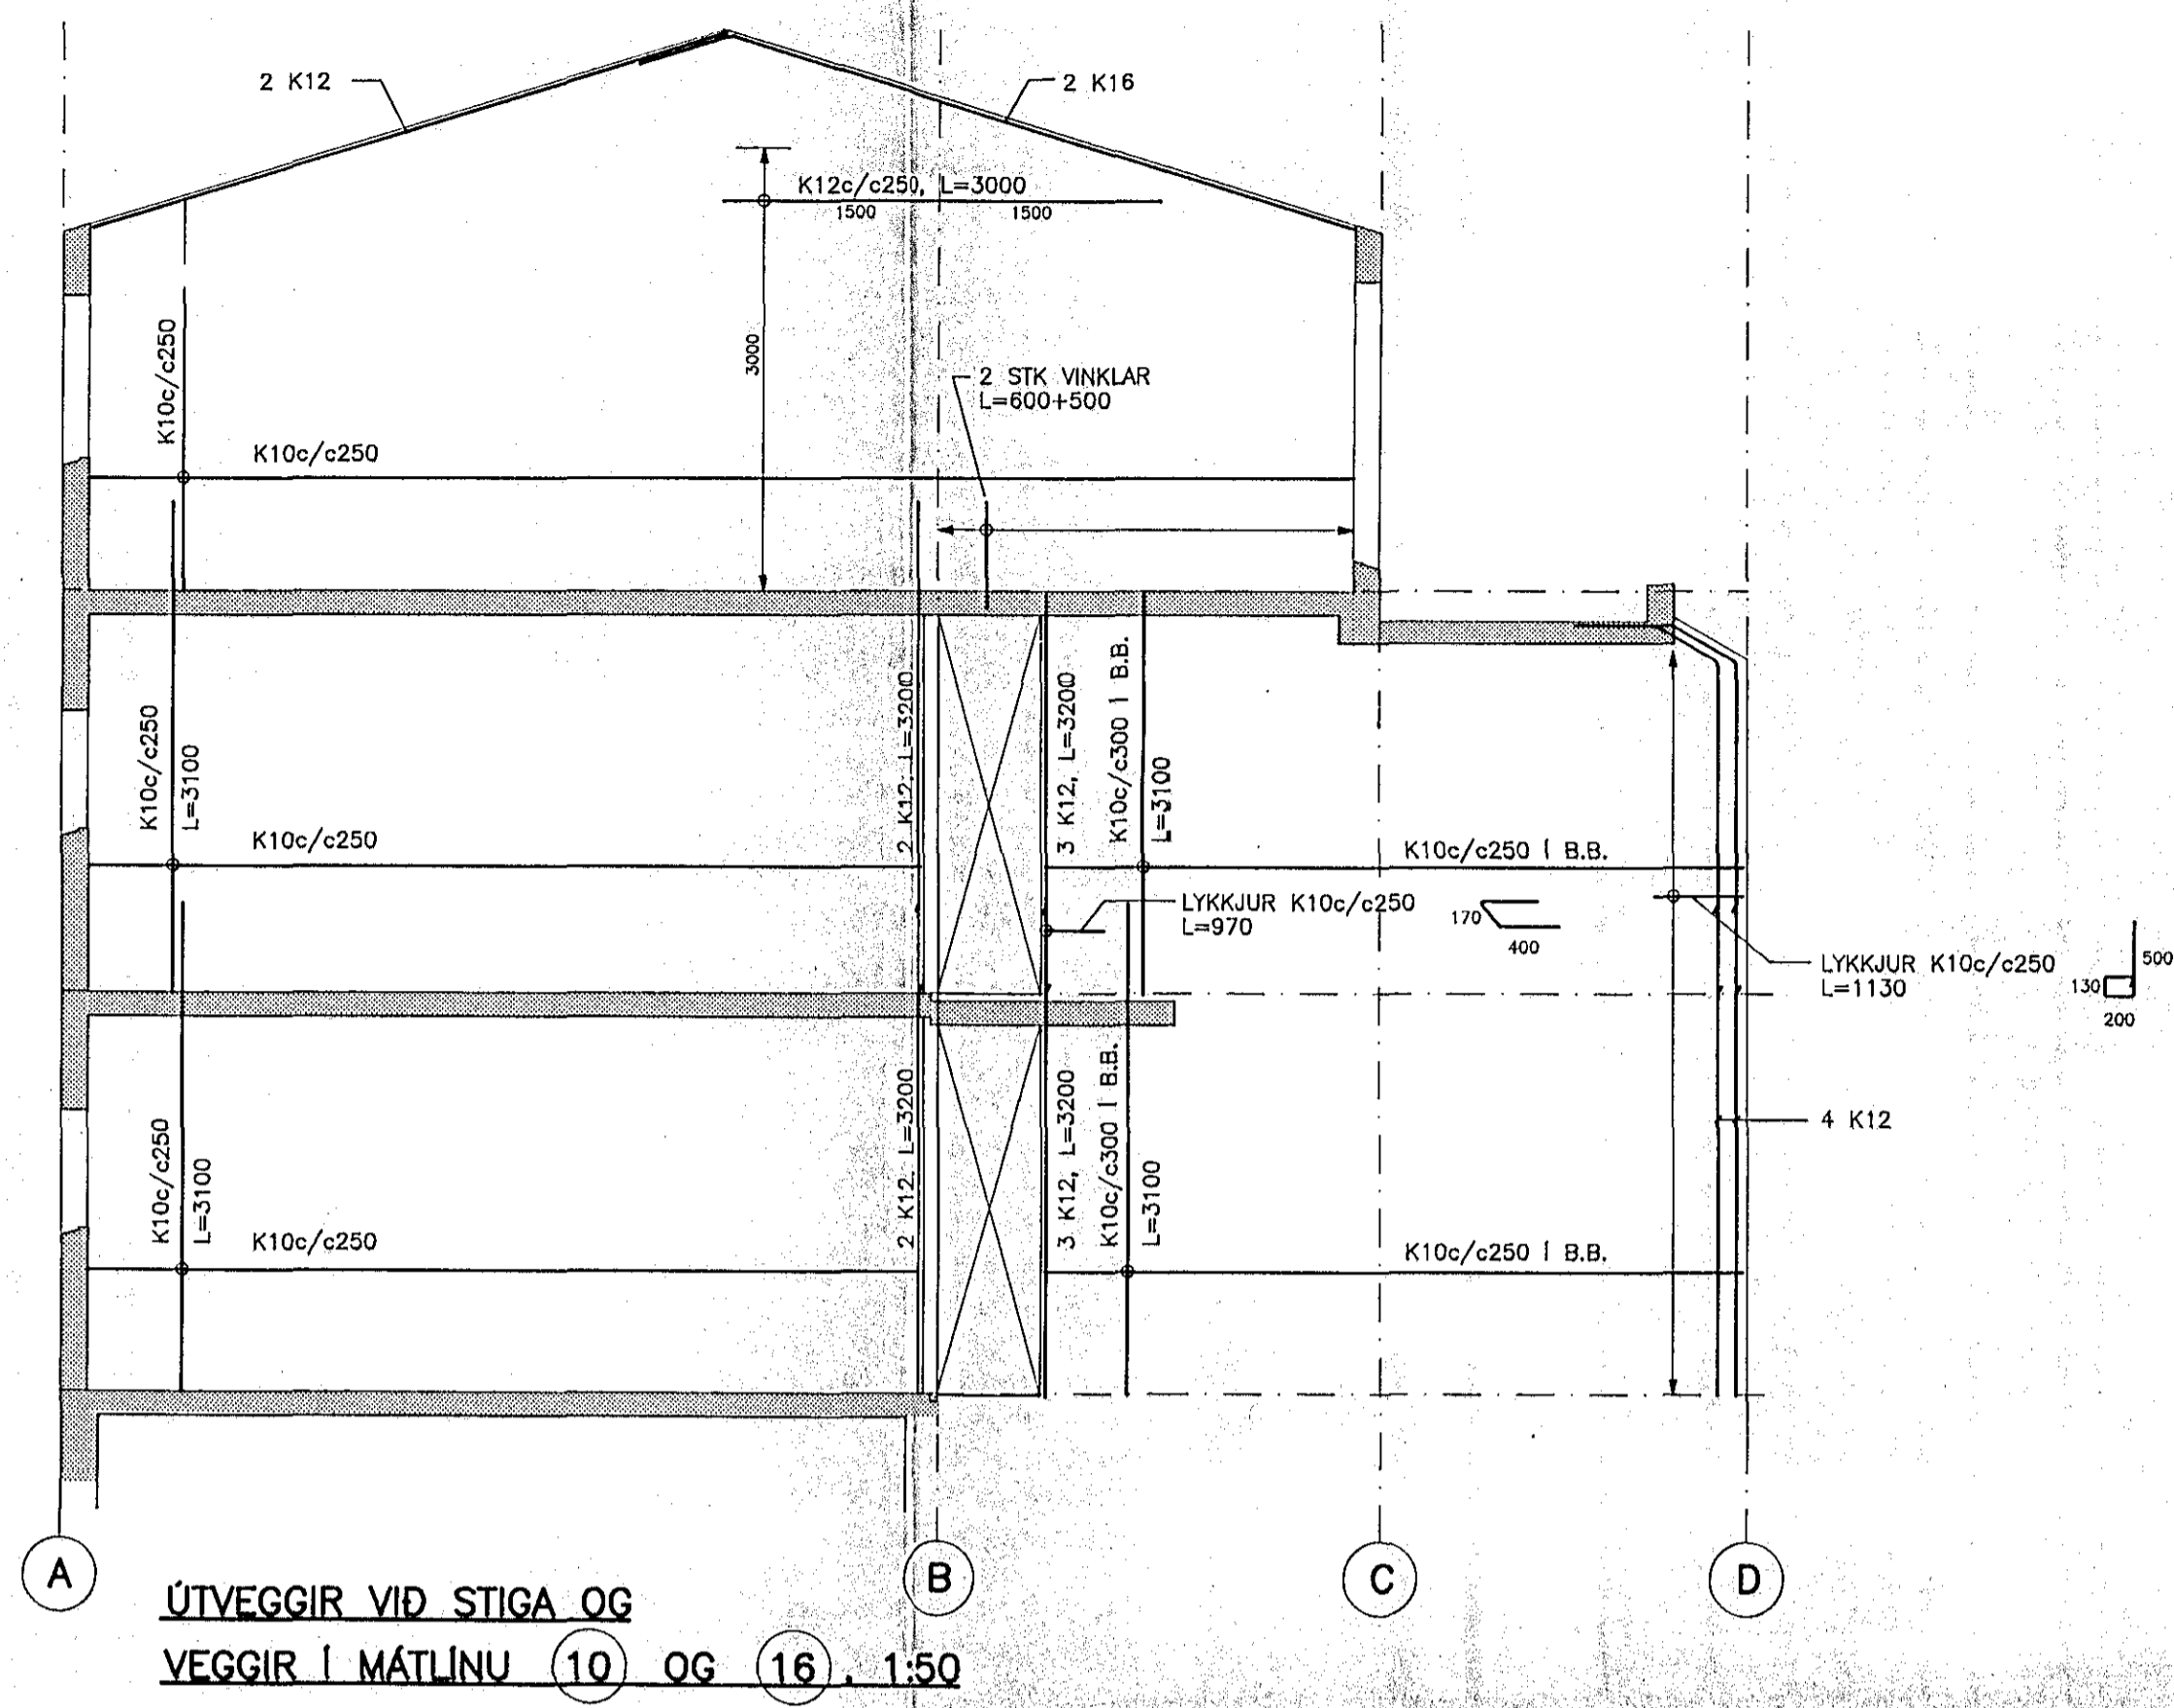 2 K12
2 K16
K12c/c250, L=3000
1500
1500
3000
K10c/c250
2 STK VINKLAR
L=600+500
K10c/c250
K10c/c250
L=3100
K10c/c250
2 K12, L=3200
3 K12, L=3200
K10c/c300 Í B.B.
L=3100
K10c/c250 Í B.B.
LYKKJUR K10c/c250
L=970
170
400
LYKKJUR K10c/c250
L=1130
500
130
200
K10c/c250
L=3100
K10c/c250
2 K12, L=3200
3 K12, L=3200
K10c/c300 Í B.B.
L=3100
K10c/c250 Í B.B.
4 K12
A
B
C
D
ÚTVEGGIR VIÐ STIGA OG
VEGGIR Í MÁTLÍNU 10 OG 16, 1:50